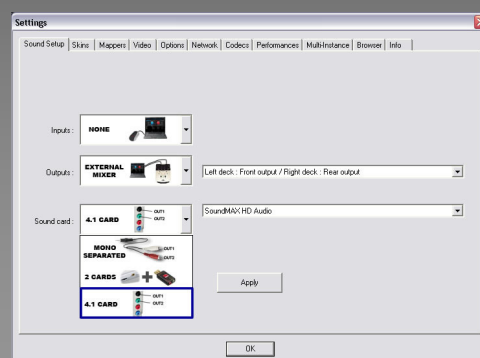 Settings
Sound Setup Skins Mappers Video Options Network Codecs Performances Multi-Instance Browser Info
Inputs : NONE
Outputs : EXTERNAL MIXER Left deck : Front output / Right deck : Rear output
Sound card : 4.1 CARD OUT1 OUT2 SoundMAX HD Audio
MONO SEPARATED OUT1 OUT2
2 CARDS
4.1 CARD OUT1 OUT2
Apply
OK